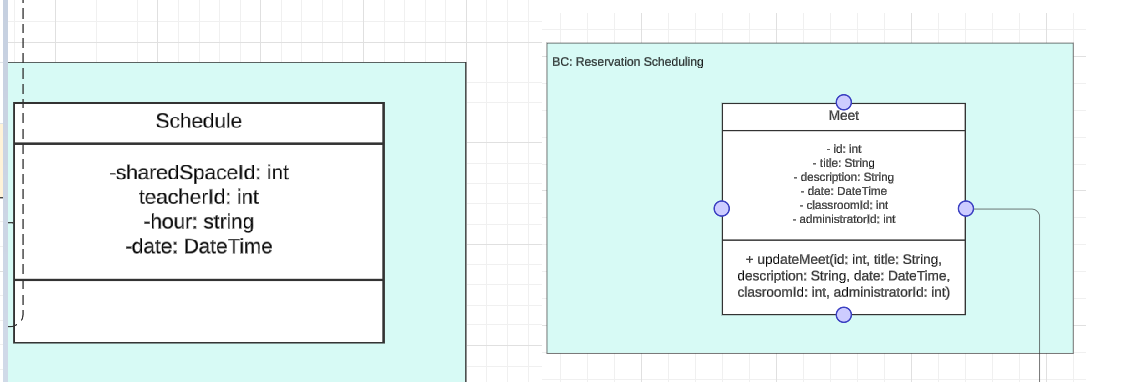 Schedule
-sharedSpaceId: int
teacherId: int
-hour: string
-date: DateTime
BC: Reservation Scheduling
Meet
- id: int
- title: String
- description: String
- date: DateTime
- classroomId: int
- administratorId: int
+ updateMeet(id: int, title: String,
description: String, date: DateTime,
clasroomId: int, administratorId: int)